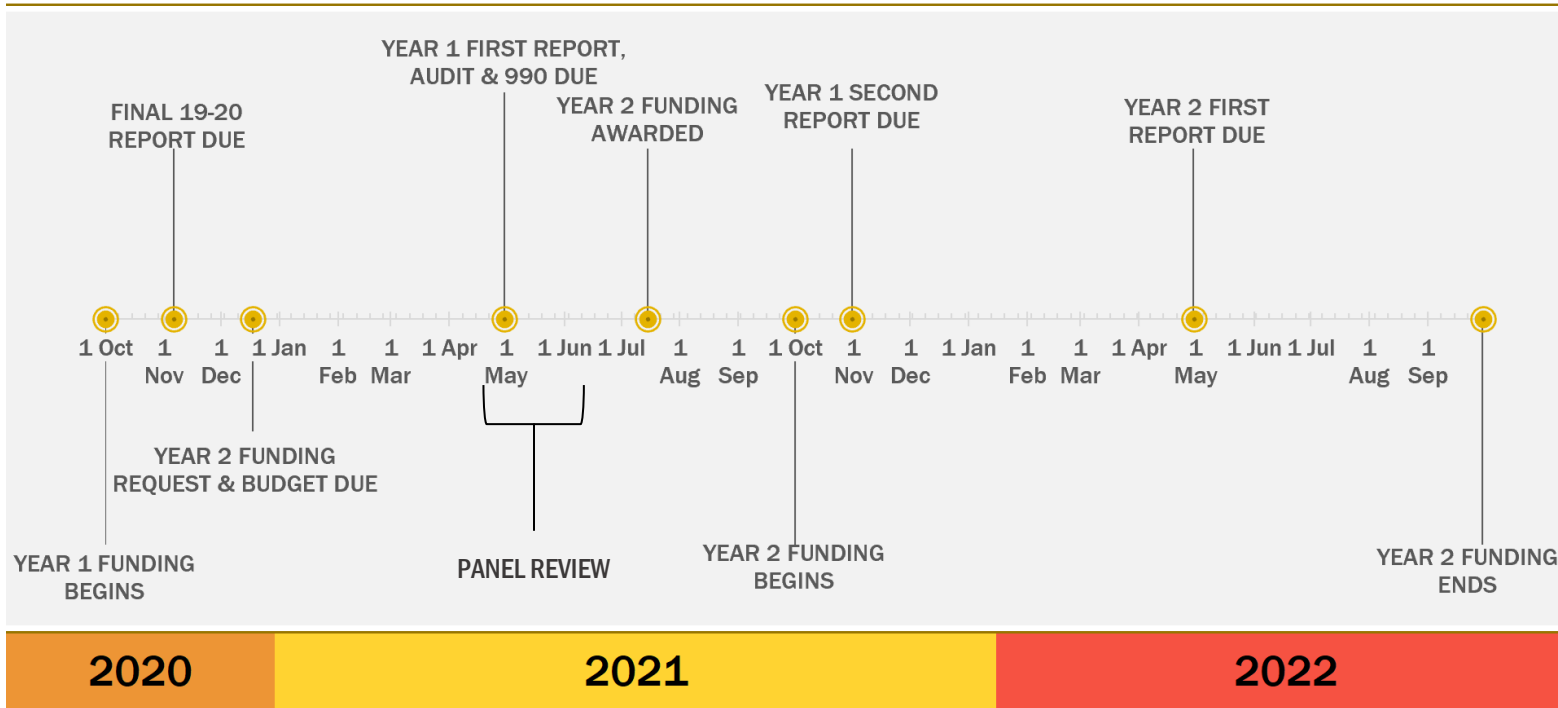 YEAR 1 FIRST REPORT,
AUDIT & 990 DUE
FINAL 19-20
REPORT DUE
YEAR 2 FUNDING
AWARDED
YEAR 1 SECOND
REPORT DUE
YEAR 2 FIRST
REPORT DUE
1 Oct 1 1 1 Jan 1 1 1 Apr 1 1 Jun 1 Jul 1 1 1 Oct 1 1 1 Jan 1 1 1 Apr 1 1 Jun 1 Jul 1 1
Nov Dec Feb Mar May Aug Sep Nov Dec Feb Mar May Aug Sep
YEAR 2 FUNDING
REQUEST & BUDGET DUE
YEAR 1 FUNDING
BEGINS
PANEL REVIEW
YEAR 2 FUNDING
BEGINS
YEAR 2 FUNDING
ENDS
2020 2021 2022